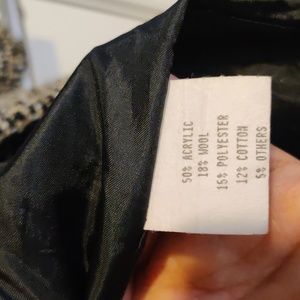 50% ACRYLIC
18% WOOL
15% POLYESTER
12% COTTON
5% OTHERS